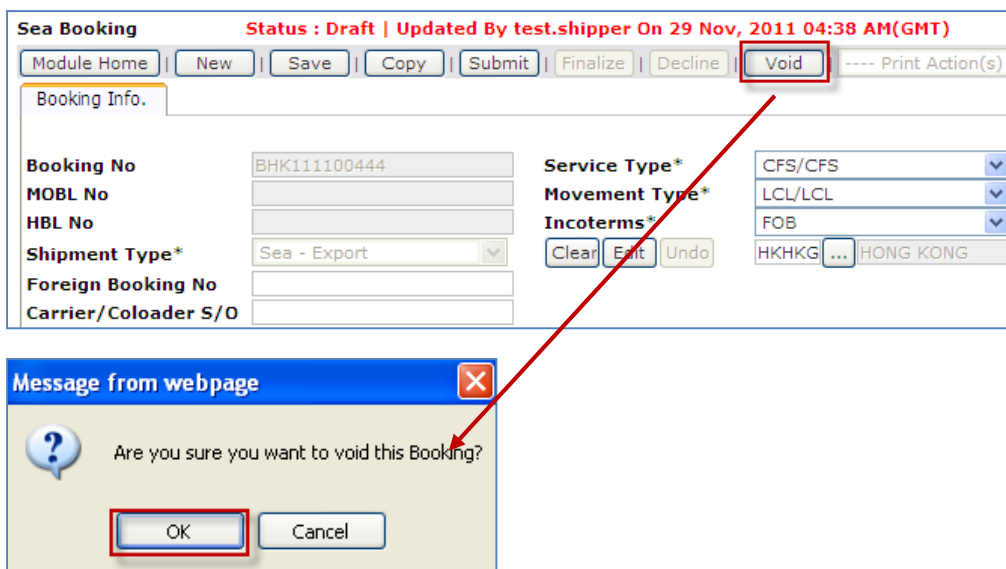 Sea Booking Status : Draft | Updated By test.shipper On 29 Nov, 2011 04:38 AM(GMT)
Module Home | New | Save | Copy | Submit | Finalize | Decline | Void | ---- Print Action(s)
Booking Info.
Booking No BHK111100444 Service Type* CFS/CFS
MOBL No Movement Type* LCL/LCL
HBL No Incoterms* FOB
Shipment Type* Sea - Export Clear Edit Undo HKHKG ... HONG KONG
Foreign Booking No
Carrier/Coloader S/O
Message from webpage
Are you sure you want to void this Booking?
OK Cancel